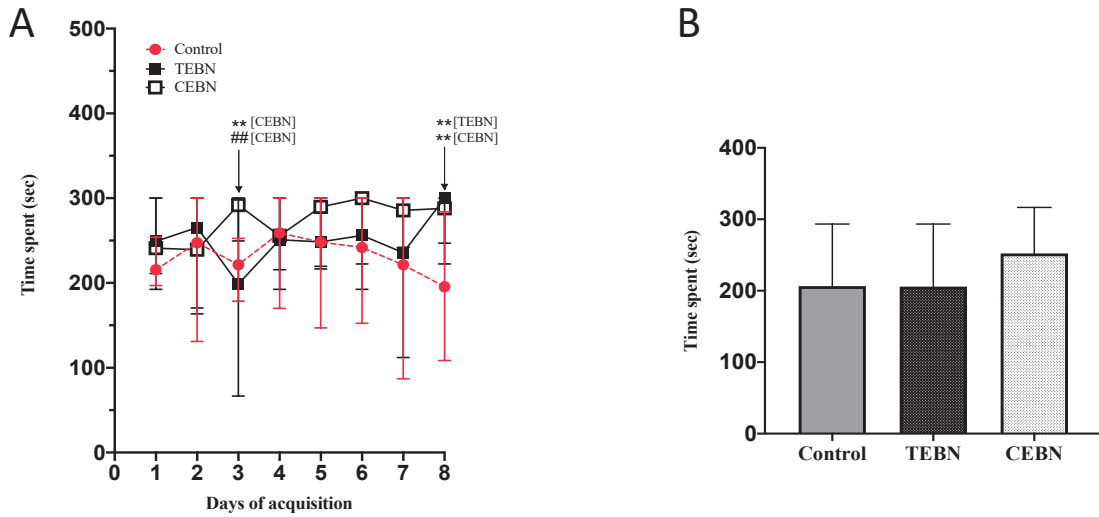 A
Time spent (sec)
500
400
300
200
100
0
Control
TEBN
CEBN
** [CEBN]
## [CEBN]
** [TEBN]
** [CEBN]
0 1 2 3 4 5 6 7 8
Days of acquisition
B
Time spent (sec)
400
300
200
100
0
Control TEBN CEBN